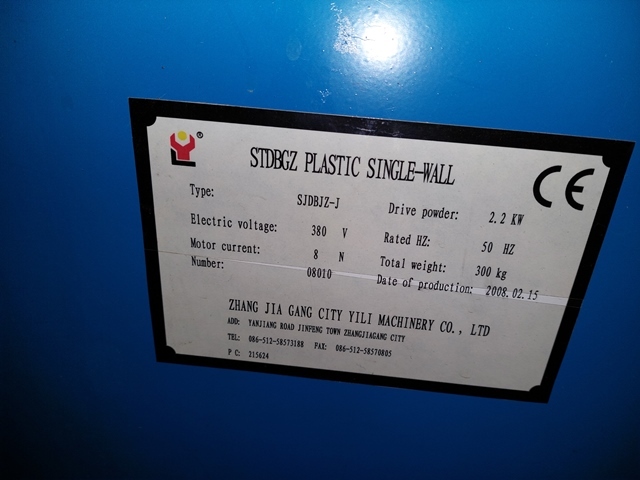 ®
STDBGZ PLASTIC SINGLE-WALL
CE
Type: SJDBJZ-J Drive powder: 2.2 KW
Electric voltage: 380 V Rated HZ: 50 HZ
Motor current: 8 N Total weight: 300 kg
Number: 08010 Date of production: 2008.02.15
ZHANG JIA GANG CITY YILI MACHINERY CO., LTD
ADD: YANJIANG ROAD JINFENG TOWN ZHANGJIAGANG CITY
TEL: 086-512-58573188 FAX: 086-512-58570805
P C: 215624